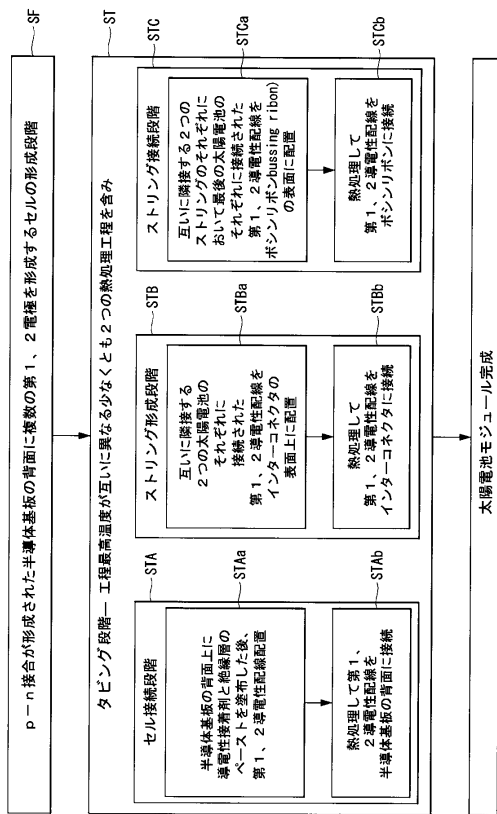 SF
p－n接合が形成された半導体基板の背面に複数の第1、2電極を形成するセルの形成段階
ST
タビング段階― 工程最高温度が互いに異なる少なくとも2つの熱処理工程を含み
STA
セル接続段階
STAa
半導体基板の背面上に
導電性接着剤と絶縁層の
ペーストを塗布した後、
第1、2導電性配線配置
STAb
熱処理して第1、
2導電性配線を
半導体基板の背面に接続
STB
ストリング形成段階
STBa
互いに隣接する
2つの太陽電池の
それぞれに
接続された
第1、2導電性配線を
インターコネクタの
表面上に配置
STBb
熱処理して
第1、2導電性配線を
インターコネクタに接続
STC
ストリング接続段階
STCa
互いに隣接する2つの
ストリングのそれぞれに
おいて最後の太陽電池の
それぞれに接続された
第1、2導電性配線を
ボシンリボンbussing ribon)
の表面に配置
STCb
熱処理して
第1、2導電性配線を
ボシンリボンに接続
太陽電池モジュール完成